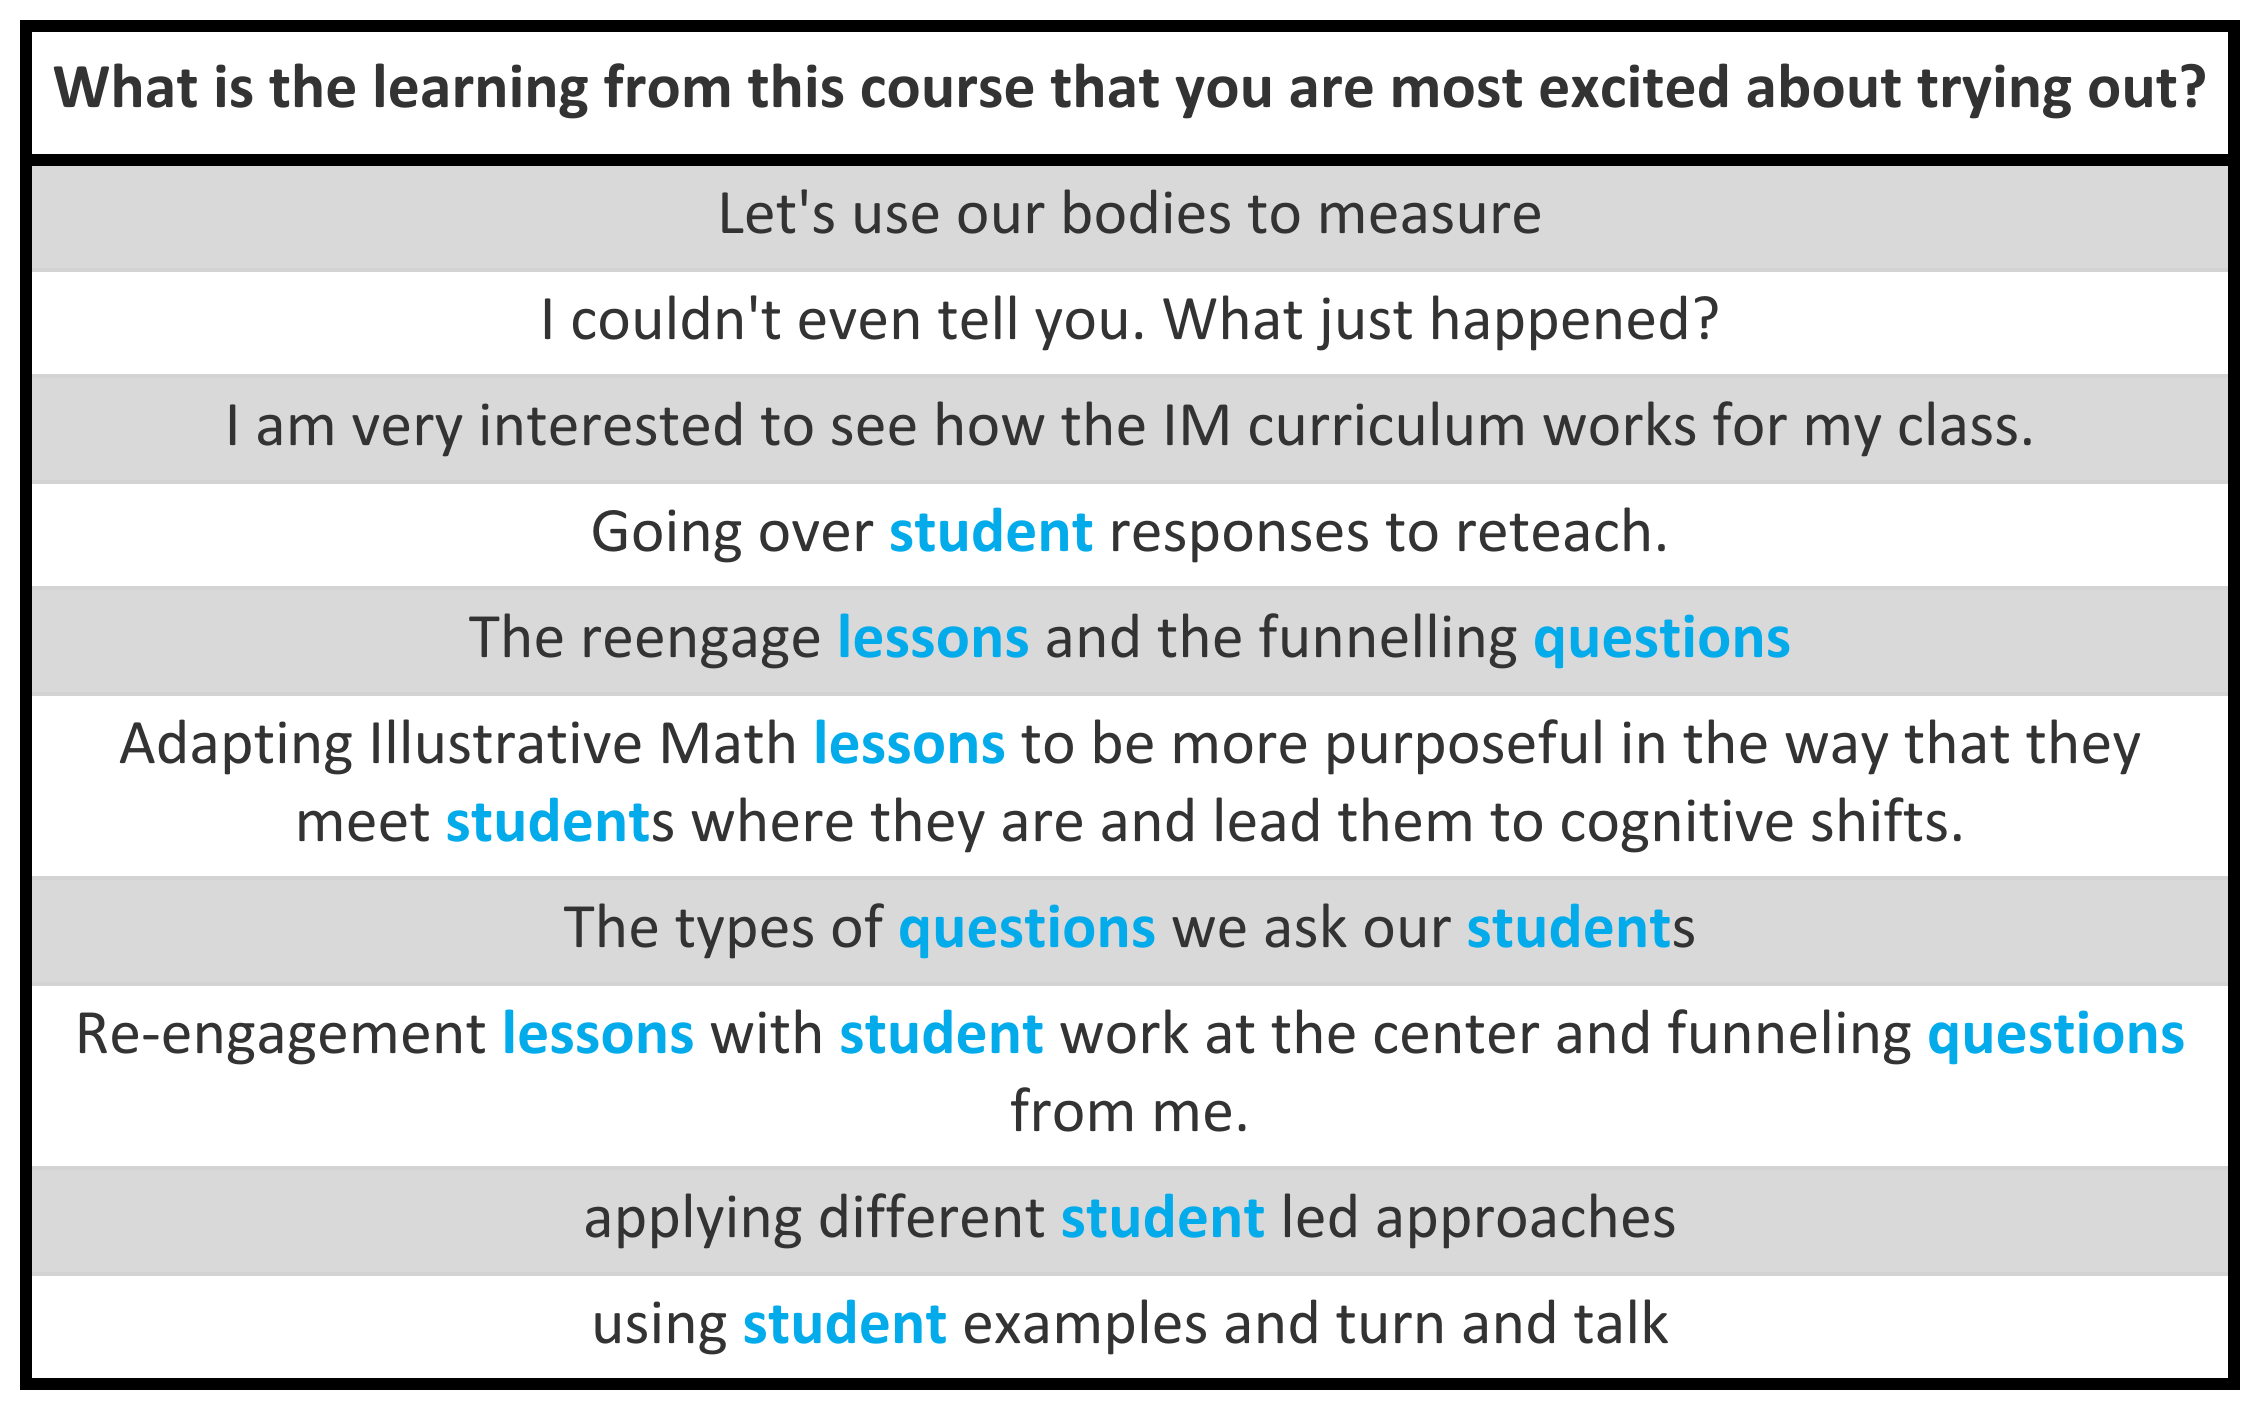 What is the learning from this course that you are most excited about trying out?
Let's use our bodies to measure
I couldn't even tell you. What just happened?
I am very interested to see how the IM curriculum works for my class.
Going over student responses to reteach.
The reengage lessons and the funnelling questions
Adapting Illustrative Math lessons to be more purposeful in the way that they
meet students where they are and lead them to cognitive shifts.
The types of questions we ask our students
Re-engagement lessons with student work at the center and funneling questions
from me.
applying different student led approaches
using student examples and turn and talk